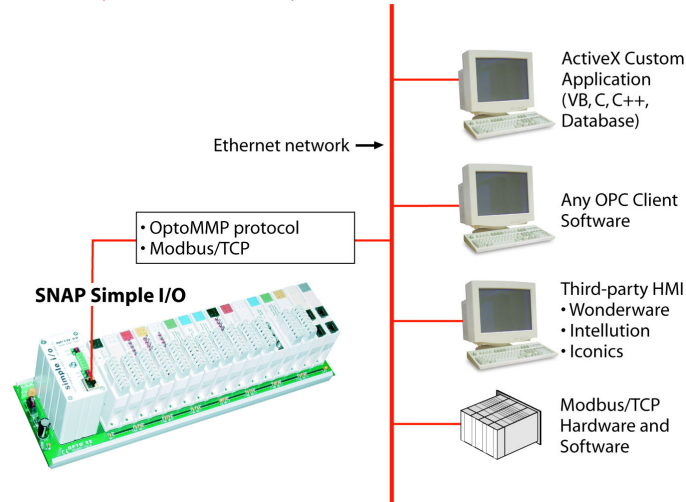 ActiveX Custom
Application
(VB, C, C++,
Database)
Ethernet network
Any OPC Client
Software
• OptoMMP protocol
• Modbus/TCP
SNAP Simple I/O
Third-party HMI
• Wonderware
• Intellution
• Iconics
simple i/o
Modbus/TCP
Hardware and
Software